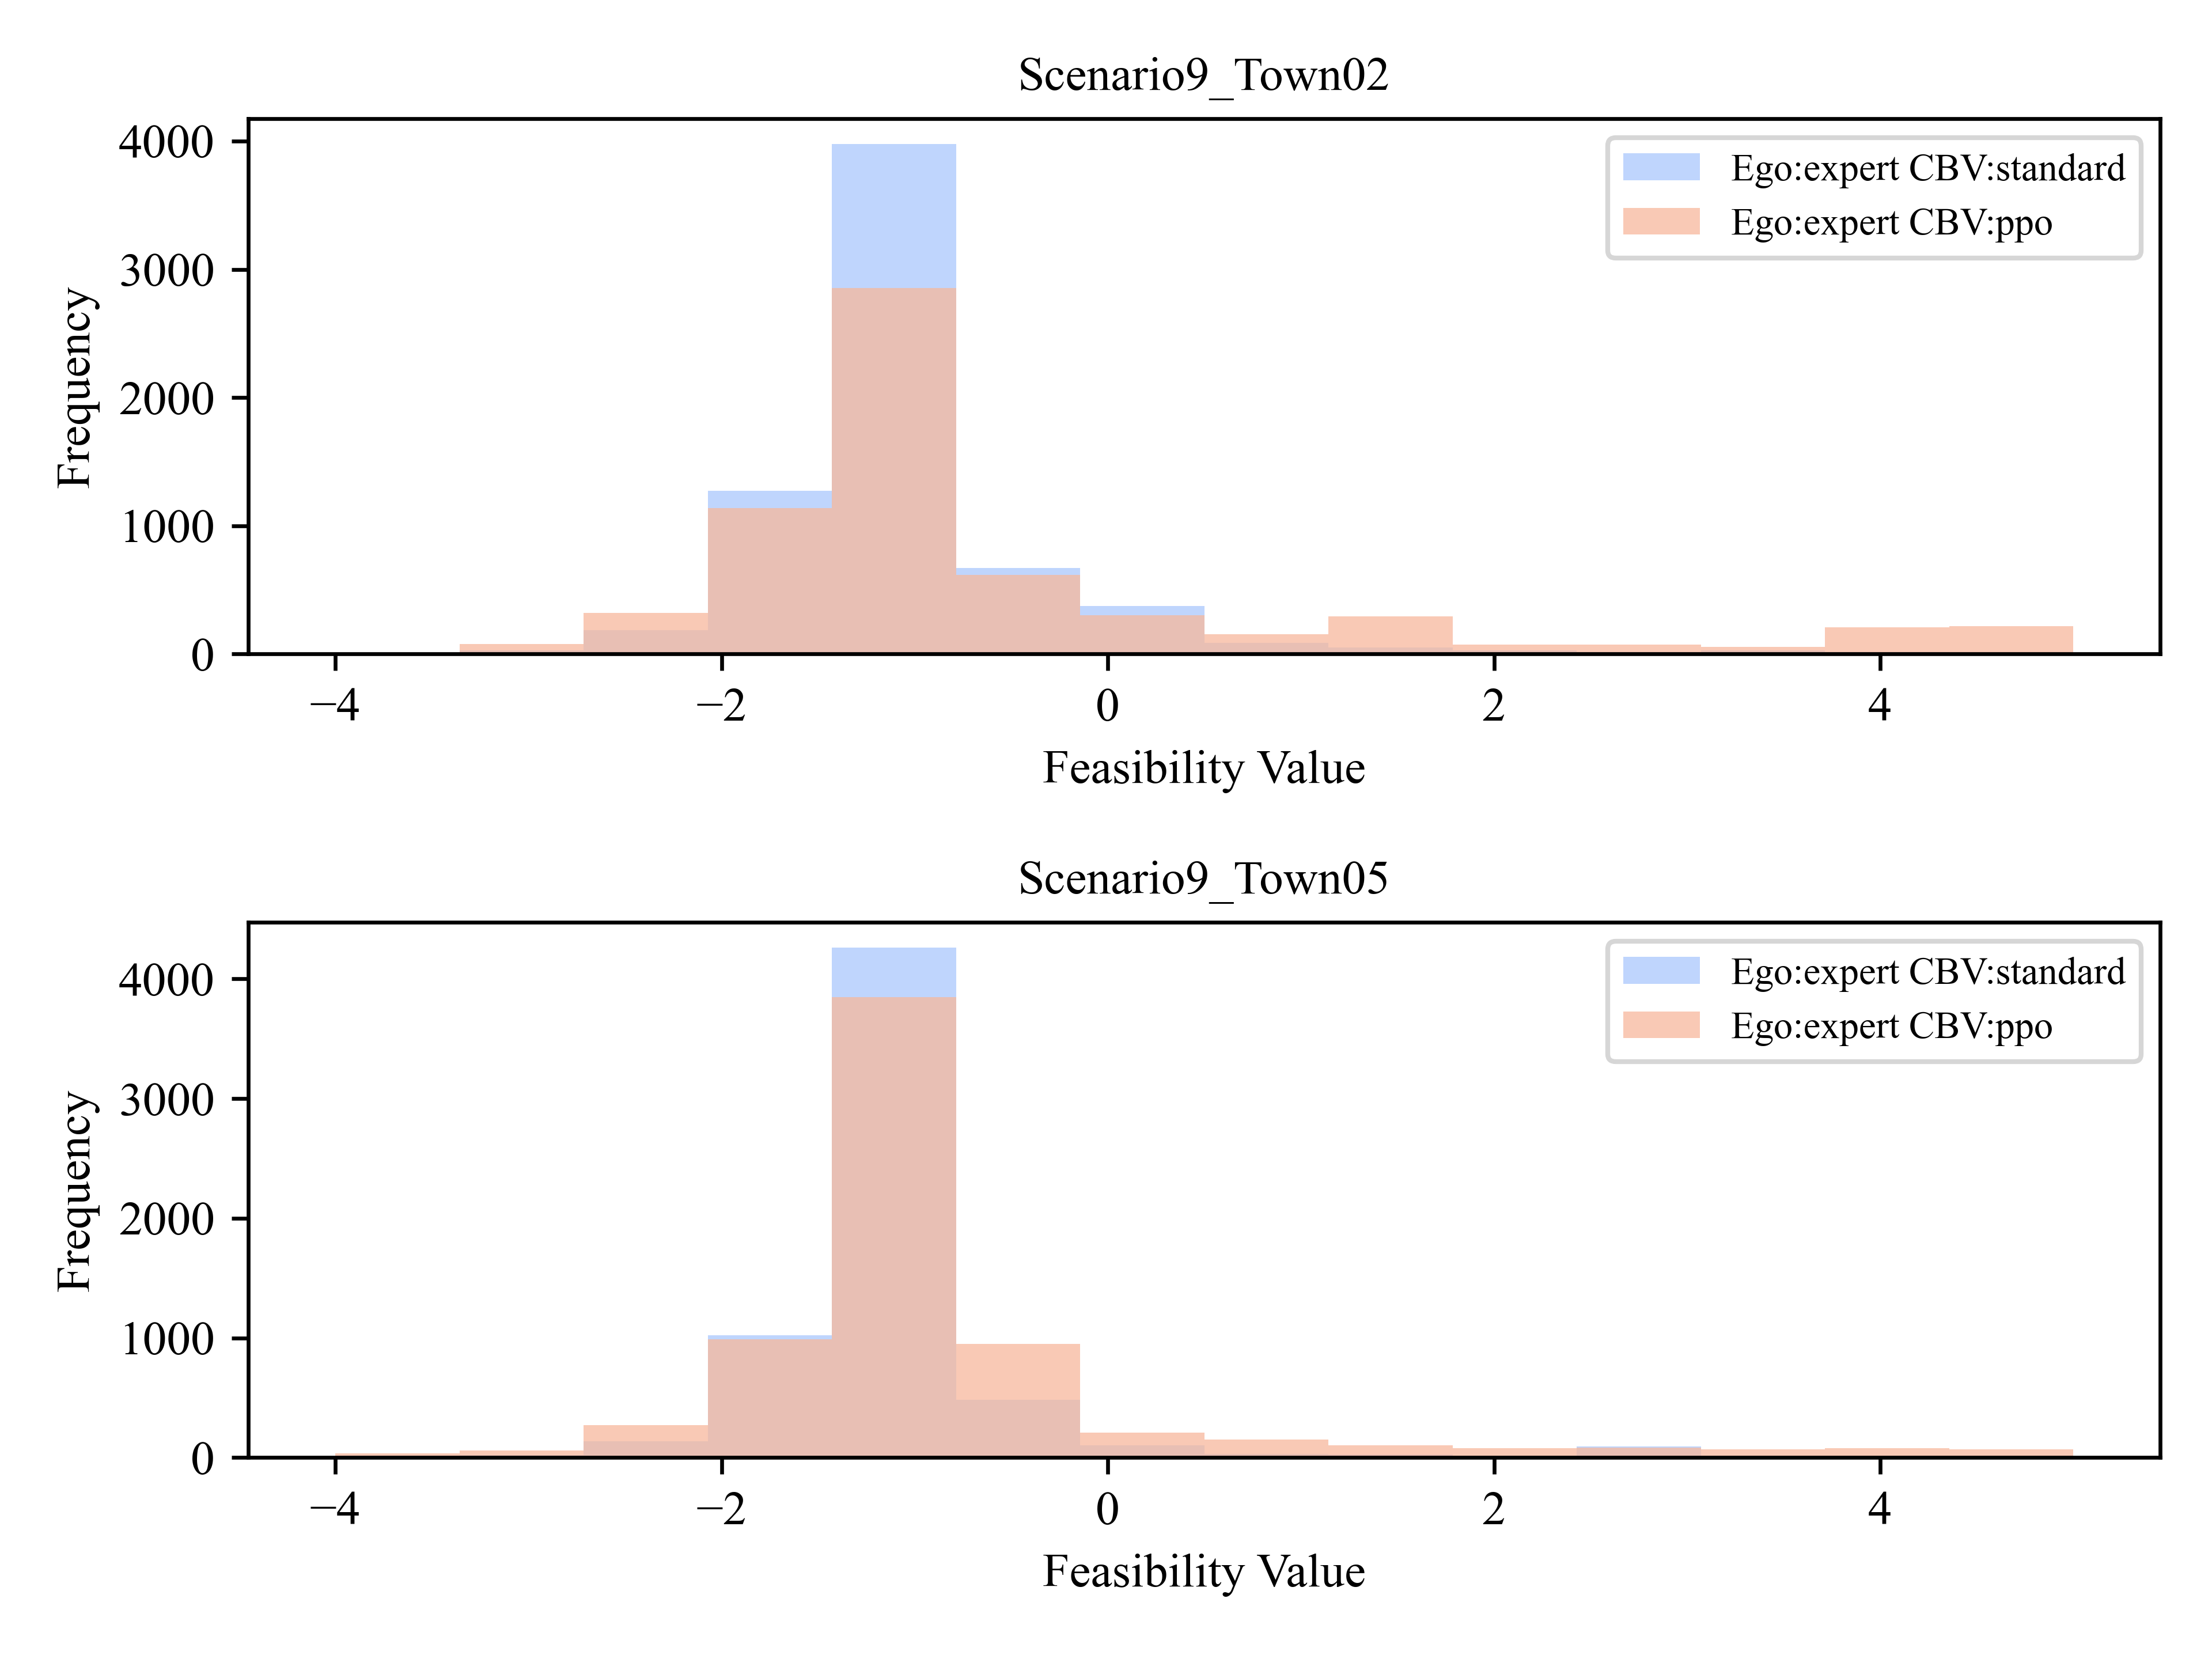 Scenario9_Town02
4000
3000
2000
1000
0
Frequency
Ego:expert CBV:standard
Ego:expert CBV:ppo
−4 −2 0 2 4
Feasibility Value
Scenario9_Town05
4000
3000
2000
1000
0
Frequency
Ego:expert CBV:standard
Ego:expert CBV:ppo
−4 −2 0 2 4
Feasibility Value